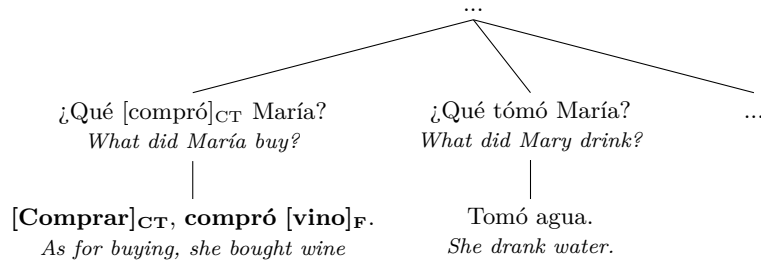 ...
¿Qué [compró]CT María? ¿Qué tómó María? ...
What did María buy? What did Mary drink?
[Comprar]CT, compró [vino]F. Tomó agua.
As for buying, she bought wine She drank water.